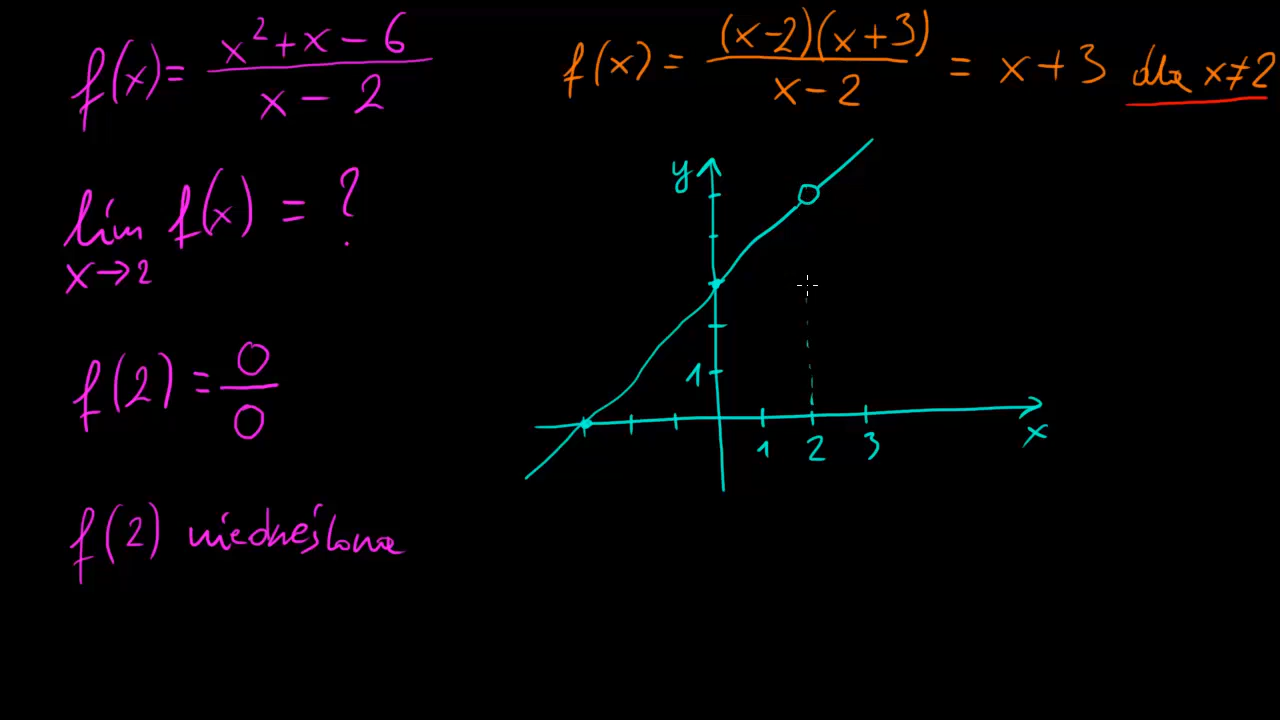 f(x) = x² + x − 6 / x − 2
lim x→2 f(x) = ?
f(2) = 0/0
f(2) nieokreślone
f(x) = (x−2)(x+3) / x−2 = x+3 dla x≠2
y
1
1 2 3
x